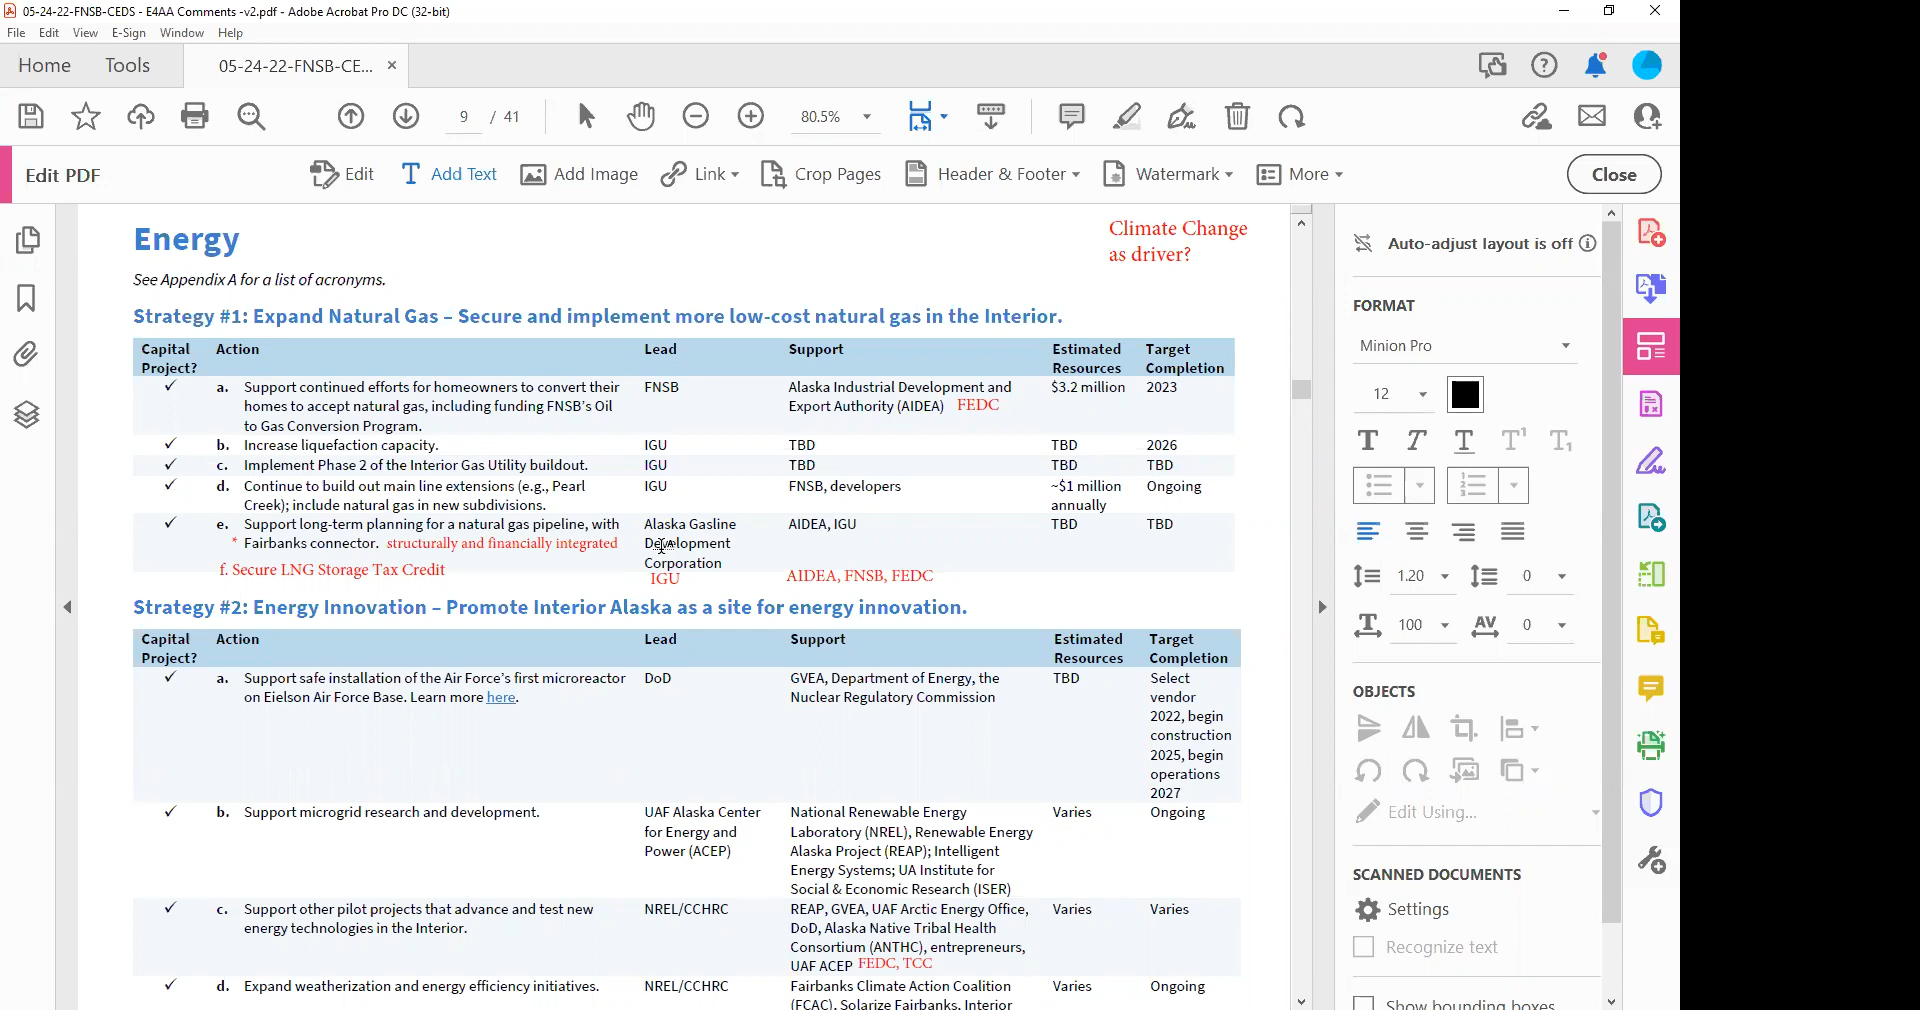 05-24-22-FNSB-CEDS - E4AA Comments -v2.pdf - Adobe Acrobat Pro DC (32-bit)
File Edit View E-Sign Window Help
Home Tools 05-24-22-FNSB-CE... ×
9 / 41 80.5%
Edit PDF Edit Add Text Add Image Link Crop Pages Header & Footer Watermark More Close
Energy
Climate Change
as driver?
See Appendix A for a list of acronyms.
Strategy #1: Expand Natural Gas – Secure and implement more low-cost natural gas in the Interior.
Capital Project? Action Lead Support Estimated Resources Target Completion
✓ a. Support continued efforts for homeowners to convert their FNSB Alaska Industrial Development and $3.2 million 2023
homes to accept natural gas, including funding FNSB's Oil Export Authority (AIDEA) FEDC
to Gas Conversion Program.
✓ b. Increase liquefaction capacity. IGU TBD TBD 2026
✓ c. Implement Phase 2 of the Interior Gas Utility buildout. IGU TBD TBD TBD
✓ d. Continue to build out main line extensions (e.g., Pearl IGU FNSB, developers ~$1 million Ongoing
Creek); include natural gas in new subdivisions. annually
✓ e. Support long-term planning for a natural gas pipeline, with Alaska Gasline AIDEA, IGU TBD TBD
* Fairbanks connector. structurally and financially integrated Development
Corporation
f. Secure LNG Storage Tax Credit IGU AIDEA, FNSB, FEDC
Strategy #2: Energy Innovation – Promote Interior Alaska as a site for energy innovation.
Capital Project? Action Lead Support Estimated Resources Target Completion
✓ a. Support safe installation of the Air Force's first microreactor DoD GVEA, Department of Energy, the TBD Select
on Eielson Air Force Base. Learn more here. Nuclear Regulatory Commission vendor
2022, begin
construction
2025, begin
operations
2027
✓ b. Support microgrid research and development. UAF Alaska Center National Renewable Energy Varies Ongoing
for Energy and Laboratory (NREL), Renewable Energy
Power (ACEP) Alaska Project (REAP); Intelligent
Energy Systems; UA Institute for
Social & Economic Research (ISER)
✓ c. Support other pilot projects that advance and test new NREL/CCHRC REAP, GVEA, UAF Arctic Energy Office, Varies Varies
energy technologies in the Interior. DoD, Alaska Native Tribal Health
Consortium (ANTHC), entrepreneurs,
UAF ACEP FEDC, TCC
✓ d. Expand weatherization and energy efficiency initiatives. NREL/CCHRC Fairbanks Climate Action Coalition Varies Ongoing
(FCAC), Solarize Fairbanks, Interior
Auto-adjust layout is off
FORMAT
Minion Pro
12
1.20 0
100 AV 0
OBJECTS
Edit Using...
SCANNED DOCUMENTS
Settings
Recognize text
Show bounding boxes